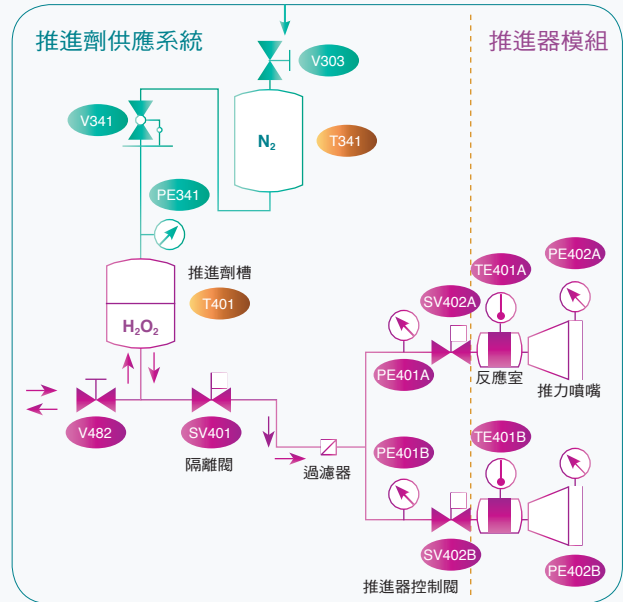 推進劑供應系統
推進器模組
V303
V341
N₂
T341
PE341
推進劑槽
T401
H₂O₂
PE402A
TE401A
SV402A
PE401A
反應室
推力噴嘴
V482
SV401
隔離閥
過濾器
PE401B
TE401B
SV402B
PE402B
推進器控制閥